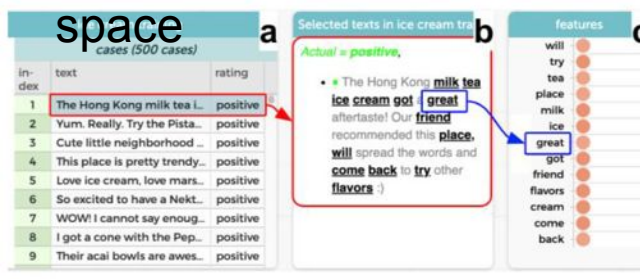 space
a
cases (500 cases)
in-
dex
text
rating
1 The Hong Kong milk tea i... positive
2 Yum. Really. Try the Pista... positive
3 Cute little neighborhood ... positive
4 This place is pretty trendy... positive
5 Love ice cream, love mars... positive
6 So excited to have a Nekt... positive
7 WOW! I cannot say enoug... positive
8 I got a cone with the Pep... positive
9 Their acai bowls are awes... positive
Selected texts in ice cream tra
b
Actual = positive,
The Hong Kong milk tea
ice cream got a great
aftertaste! Our friend
recommended this place,
will spread the words and
come back to try other
flavors :)
features
will
try
tea
place
milk
ice
great
got
friend
flavors
cream
come
back